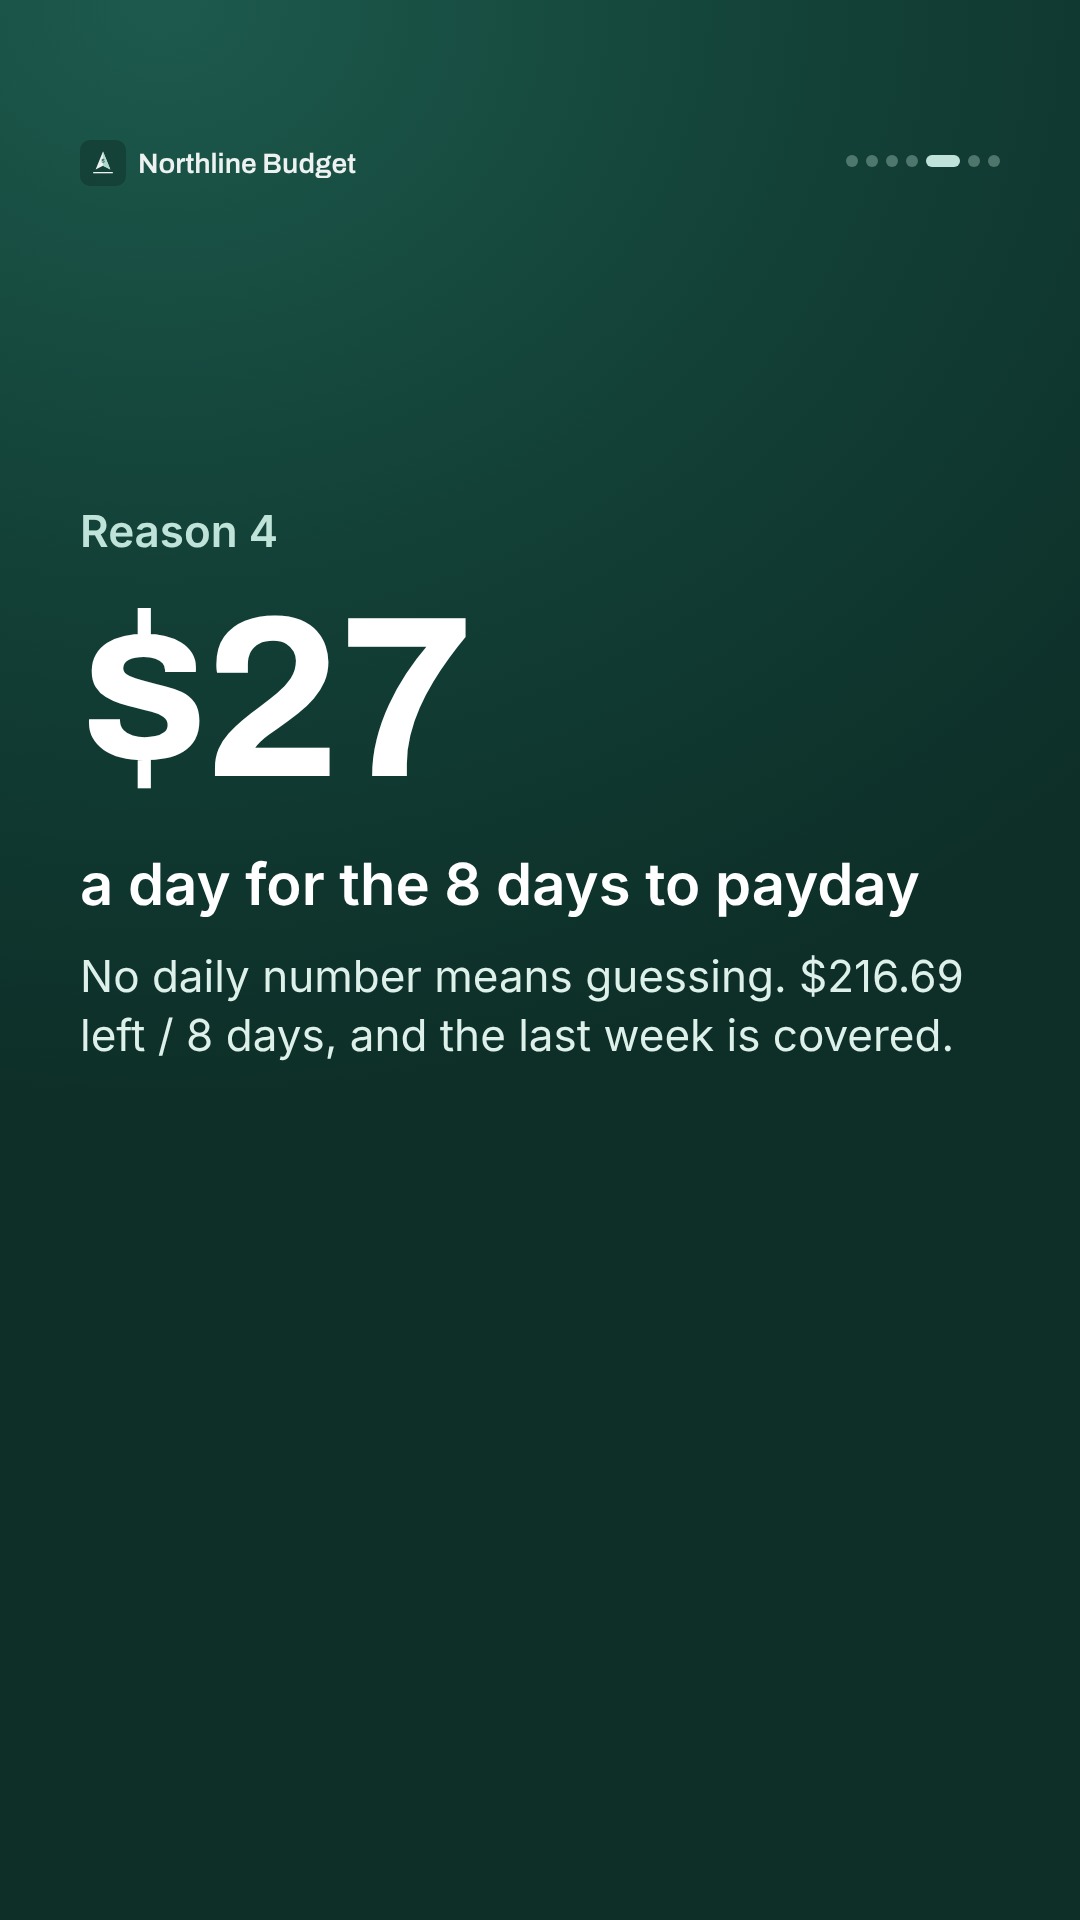 Northline Budget
Reason 4
$27
a day for the 8 days to payday
No daily number means guessing. $216.69
left / 8 days, and the last week is covered.